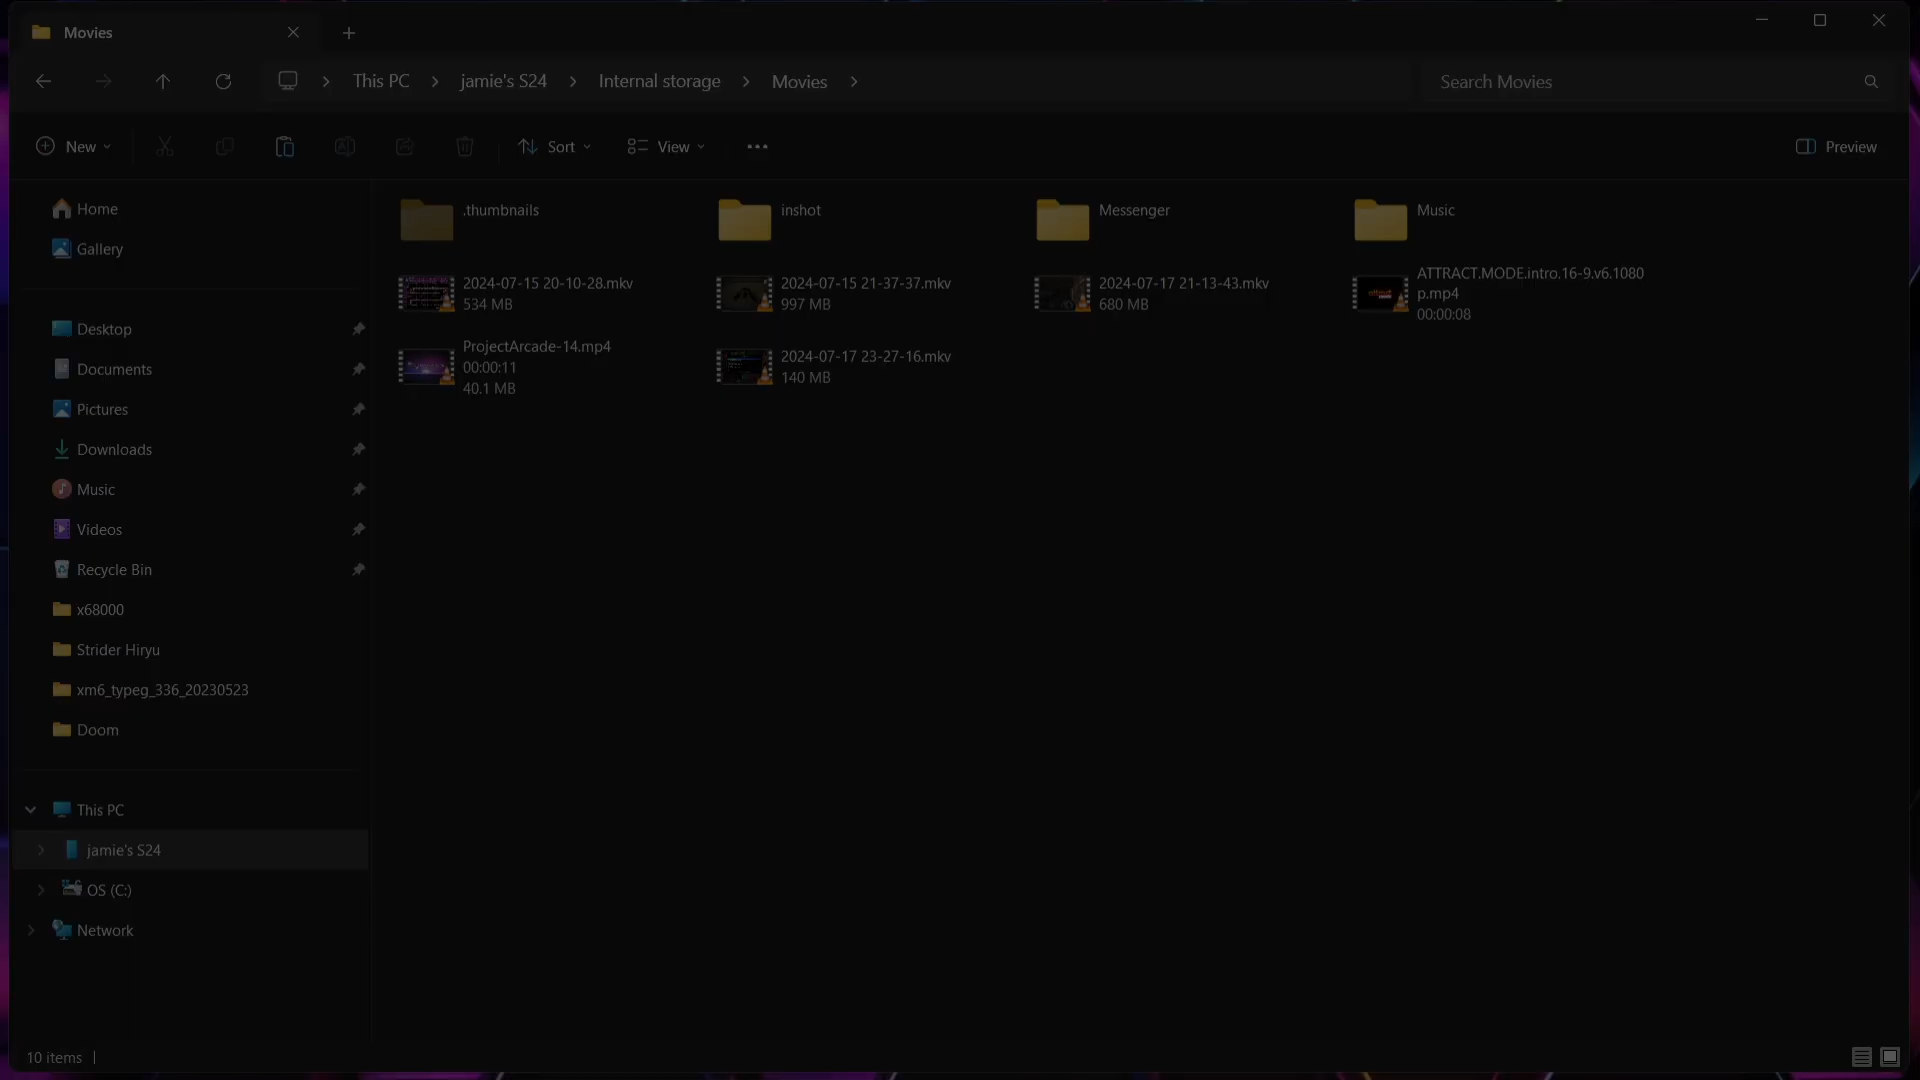 Movies
This PC
jamie's S24
Internal storage
Movies
Search Movies
New
Sort
View
Preview
Home
Gallery
Desktop
Documents
Pictures
Downloads
Music
Videos
Recycle Bin
x68000
Strider Hiryu
xm6_typeg_336_20230523
Doom
This PC
jamie's S24
OS (C:)
Network
.thumbnails
inshot
Messenger
Music
2024-07-15 20-10-28.mkv
534 MB
2024-07-15 21-37-37.mkv
997 MB
2024-07-17 21-13-43.mkv
680 MB
ATTRACT.MODE.intro.16-9.v6.1080
p.mp4
00:00:08
ProjectArcade-14.mp4
00:00:11
40.1 MB
2024-07-17 23-27-16.mkv
140 MB
10 items